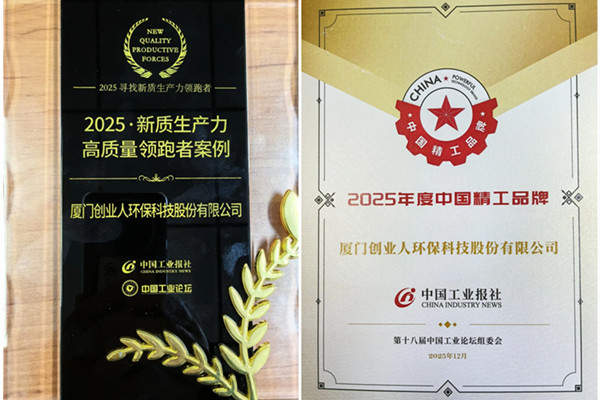 NEW
QUALITY
PRODUCTIVE
FORCES
2025 寻找新质生产力领跑者
2025·新质生产力
高质量领跑者案例
厦门创业人环保科技股份有限公司
中国工业报社
CHINA INDUSTRY NEWS
中国工业论坛
CHINA
POWERFUL
中国精工品牌
2025年度中国精工品牌
厦门创业人环保科技股份有限公司
中国工业报社
CHINA INDUSTRY NEWS
第十八届中国工业论坛组委会
2025年12月